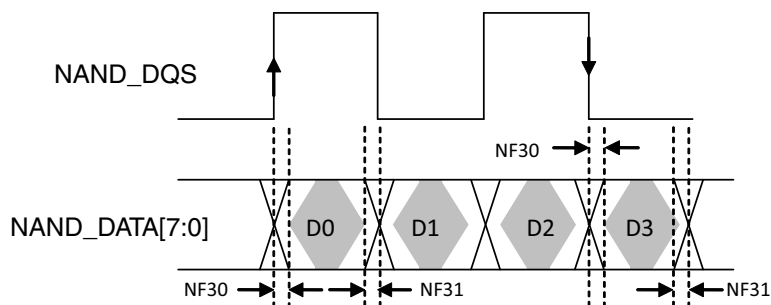 NAND_DQS
NF30
NAND_DATA[7:0]
D0
D1
D2
D3
NF30
NF31
NF31